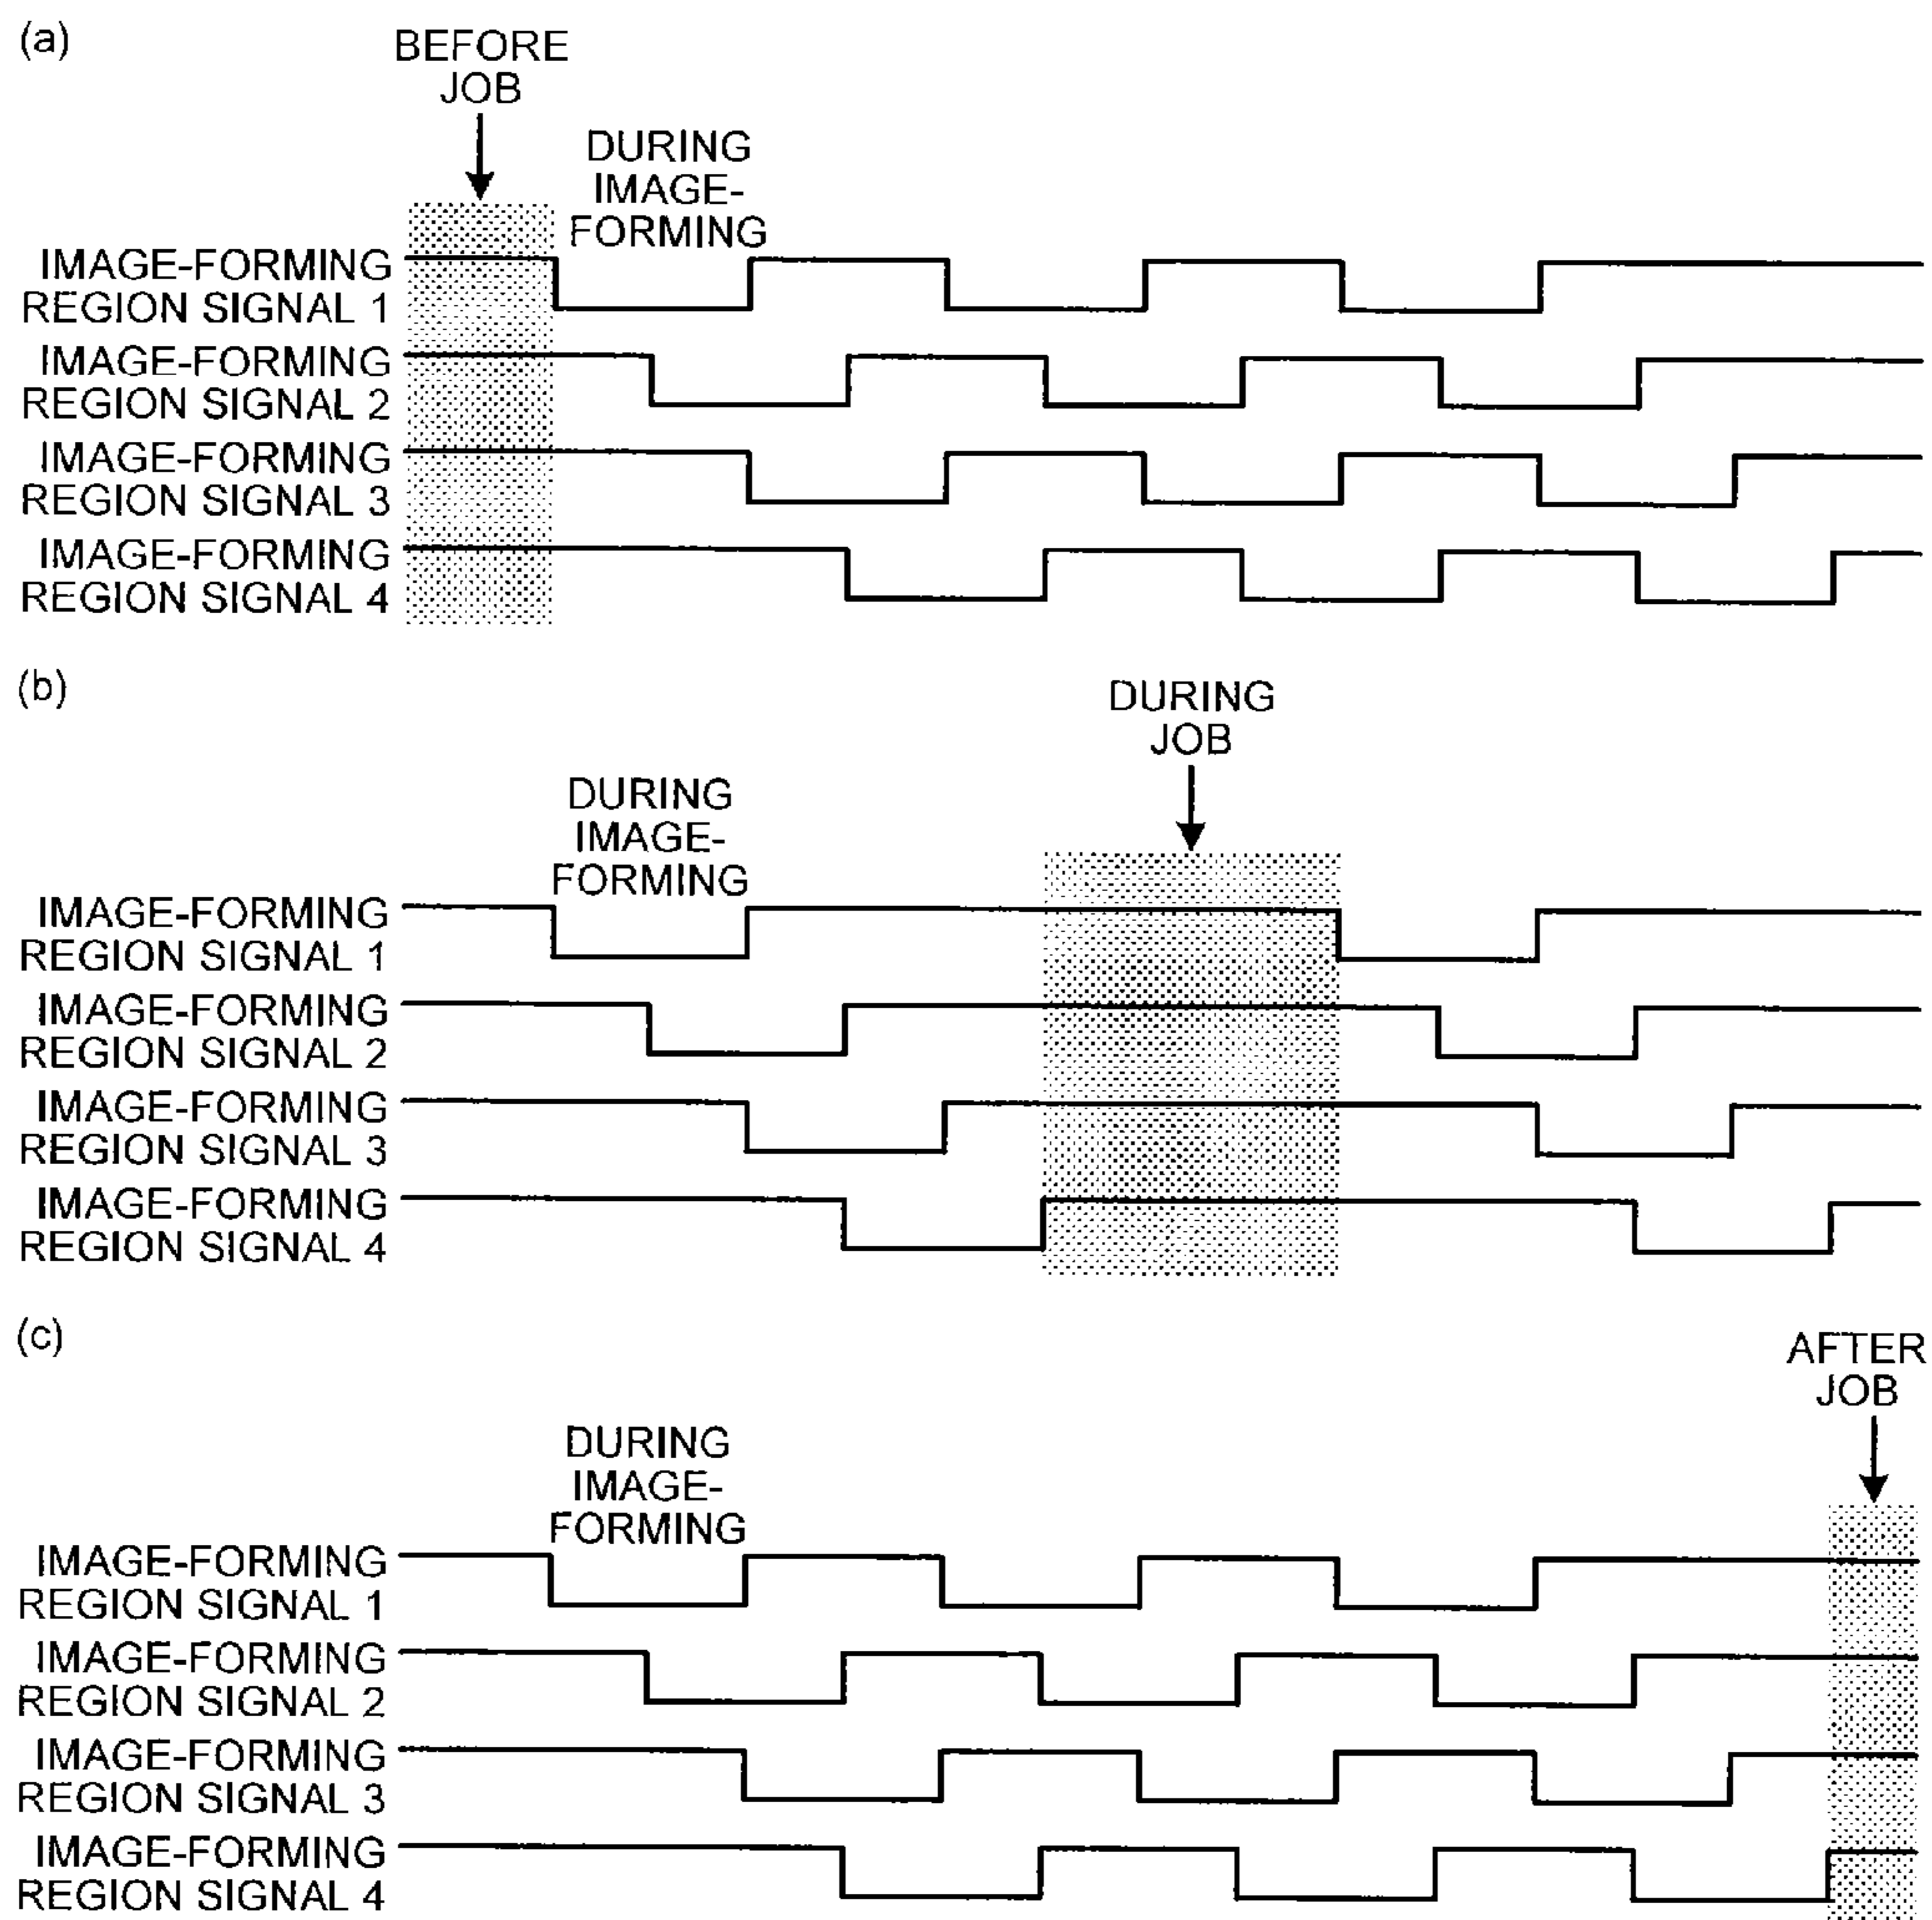 (a)
BEFORE
JOB
DURING
IMAGE-
FORMING
IMAGE-FORMING
REGION SIGNAL 1
IMAGE-FORMING
REGION SIGNAL 2
IMAGE-FORMING
REGION SIGNAL 3
IMAGE-FORMING
REGION SIGNAL 4
(b)
DURING
JOB
DURING
IMAGE-
FORMING
IMAGE-FORMING
REGION SIGNAL 1
IMAGE-FORMING
REGION SIGNAL 2
IMAGE-FORMING
REGION SIGNAL 3
IMAGE-FORMING
REGION SIGNAL 4
(c)
AFTER
JOB
DURING
IMAGE-
FORMING
IMAGE-FORMING
REGION SIGNAL 1
IMAGE-FORMING
REGION SIGNAL 2
IMAGE-FORMING
REGION SIGNAL 3
IMAGE-FORMING
REGION SIGNAL 4